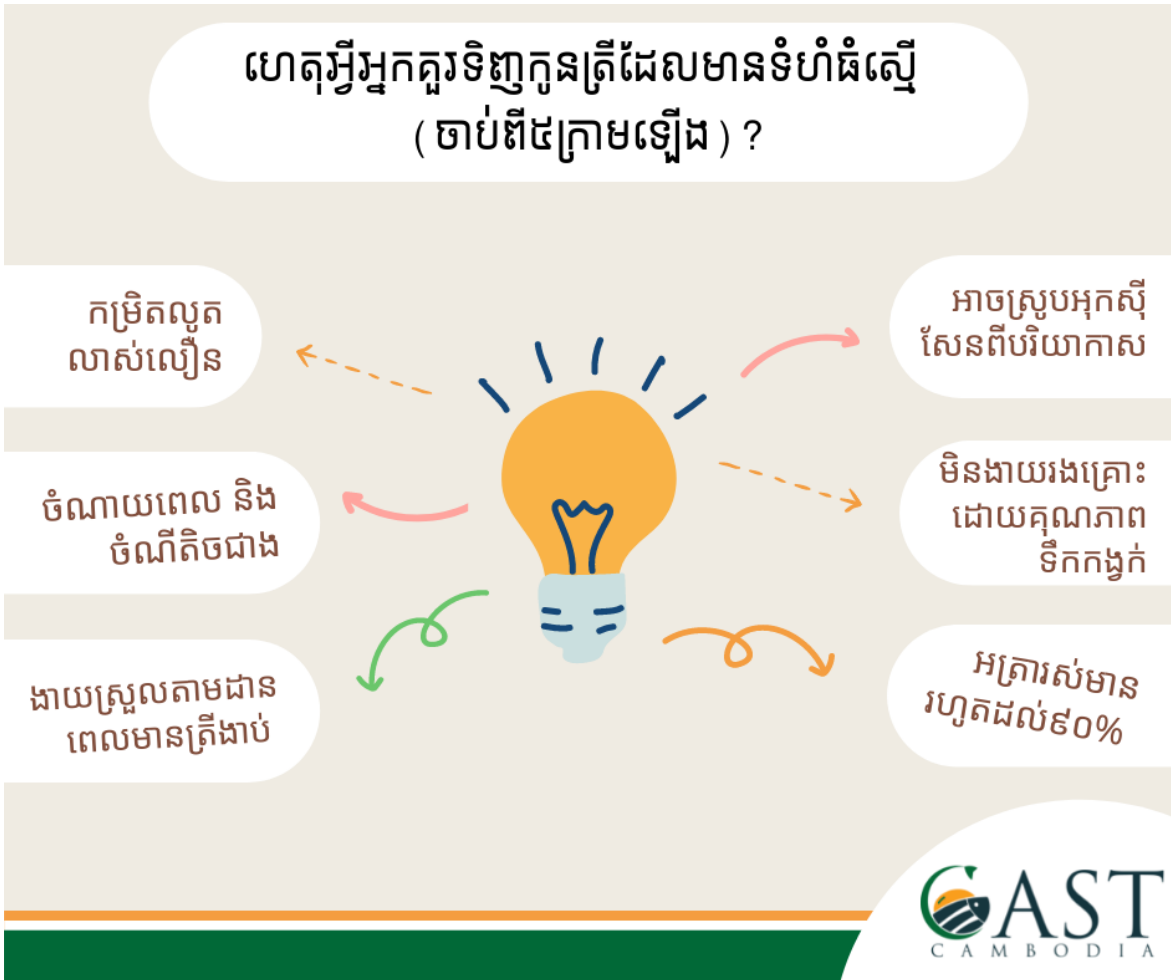 ហេតុអ្វីអ្នកគួរទិញកូនត្រីដែលមានទំហំធំស្មើ
(ចាប់ពី៥ក្រាមឡើង) ?
កម្រិតលូត
លាស់លឿន
ចំណាយពេល និង
ចំណីតិចជាង
ងាយស្រួលតាមដាន
ពេលមានត្រីងាប់
អាចស្រូបអុកស៊ី
សែនពីបរិយាកាស
មិនងាយរងគ្រោះ
ដោយគុណភាព
ទឹកកង្វក់
អត្រារស់មាន
រហូតដល់៩០%
CAST
CAMBODIA